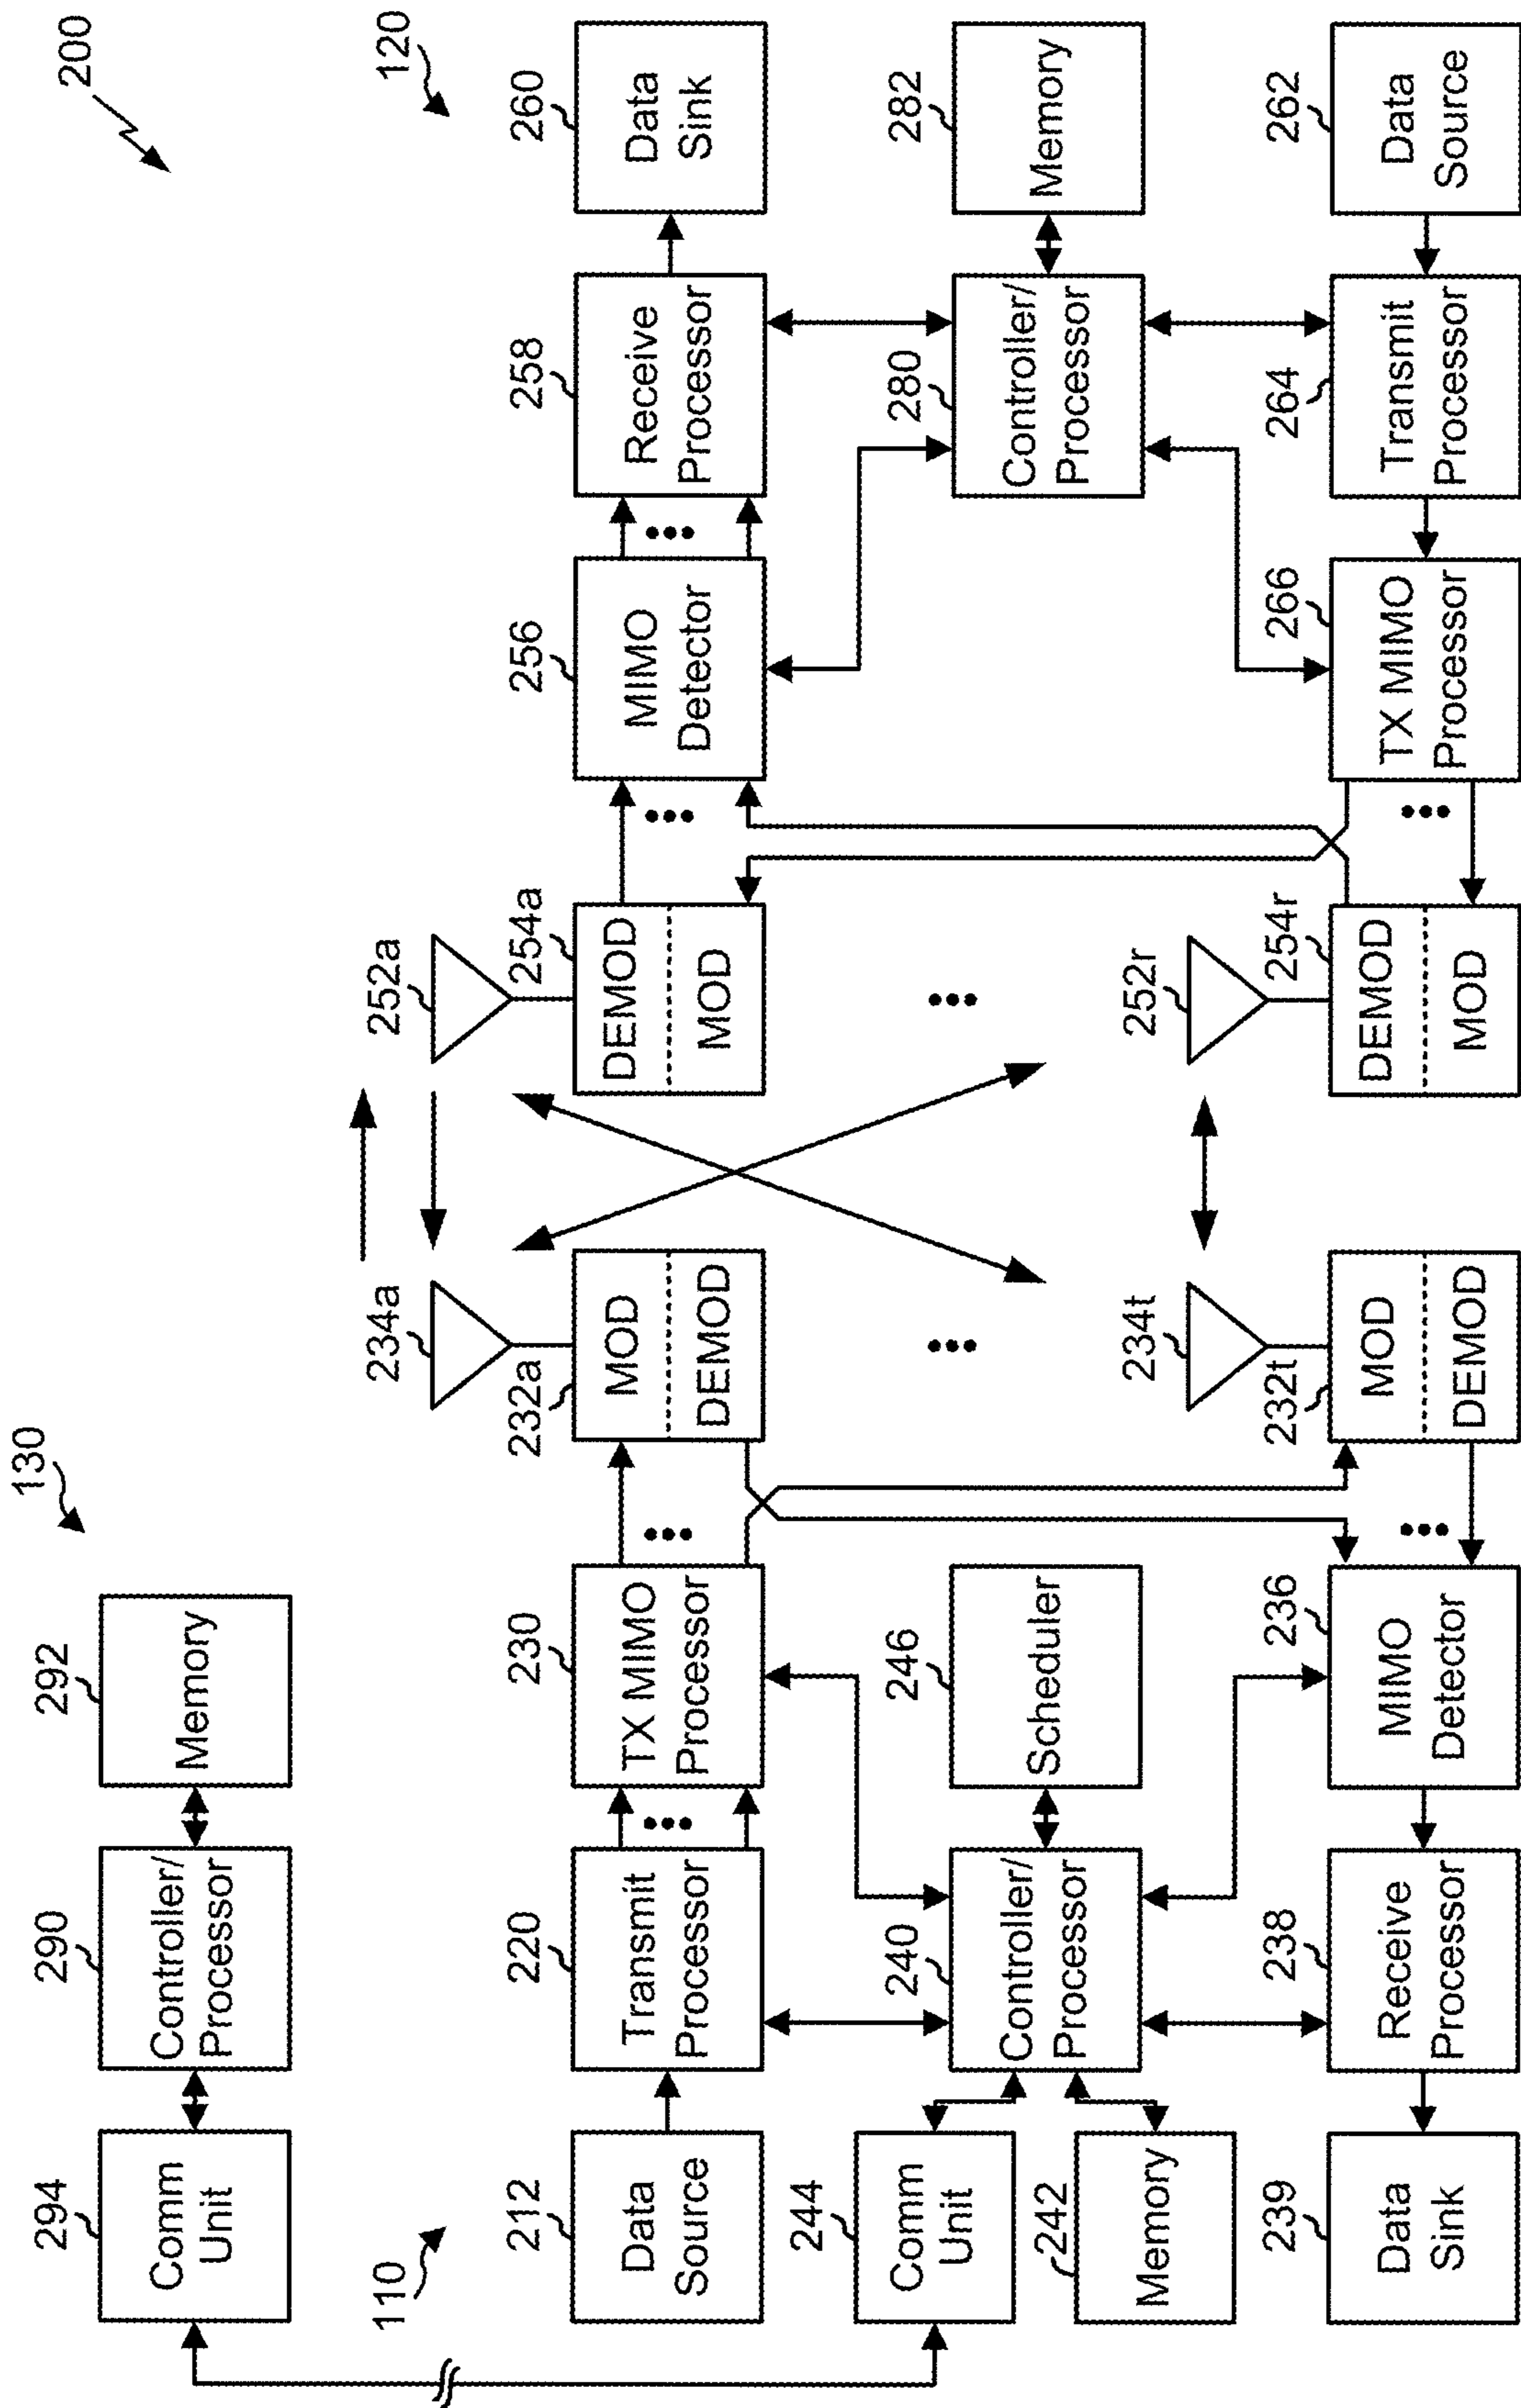 200
130
294
Comm
Unit
290
Controller/
Processor
292
Memory
110
120
212
Data
Source
220
Transmit
Processor
230
TX MIMO
Processor
232a
MOD
DEMOD
234a
252a
254a
DEMOD
MOD
256
MIMO
Detector
258
Receive
Processor
260
Data
Sink
244
Comm
Unit
242
Memory
240
Controller/
Processor
246
Scheduler
280
Controller/
Processor
282
Memory
239
Data
Sink
238
Receive
Processor
236
MIMO
Detector
232t
MOD
DEMOD
234t
252r
254r
DEMOD
MOD
266
TX MIMO
Processor
264
Transmit
Processor
262
Data
Source